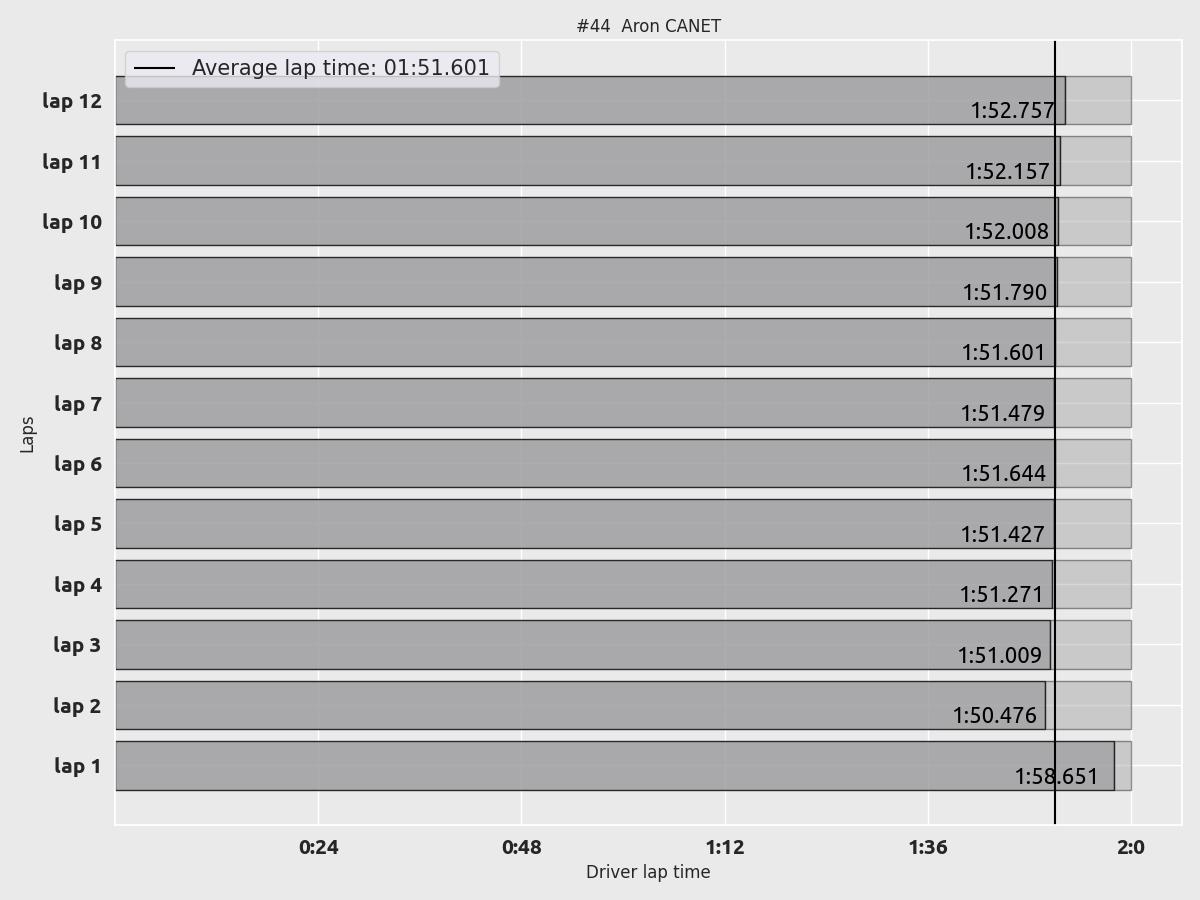 #44  Aron CANET
Average lap time: 01:51.601
lap 12 1:52.757
lap 11 1:52.157
lap 10 1:52.008
lap 9 1:51.790
lap 8 1:51.601
lap 7 1:51.479
lap 6 1:51.644
lap 5 1:51.427
lap 4 1:51.271
lap 3 1:51.009
lap 2 1:50.476
lap 1 1:58.651
Laps
0:24 0:48 1:12 1:36 2:0
Driver lap time